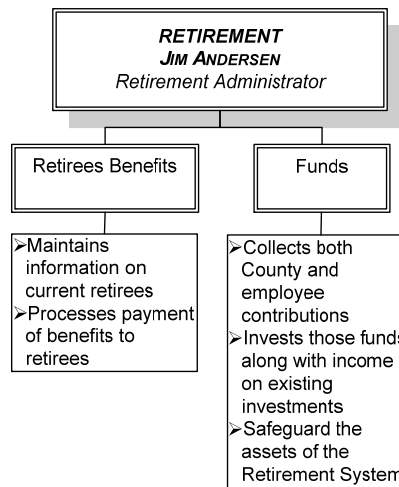 RETIREMENT
JIM ANDERSEN
Retirement Administrator
Retirees Benefits
Funds
➢Maintains
information on
current retirees
➢Processes payment
of benefits to
retirees
➢Collects both
County and
employee
contributions
➢Invests those funds
along with income
on existing
investments
➢Safeguard the
assets of the
Retirement System